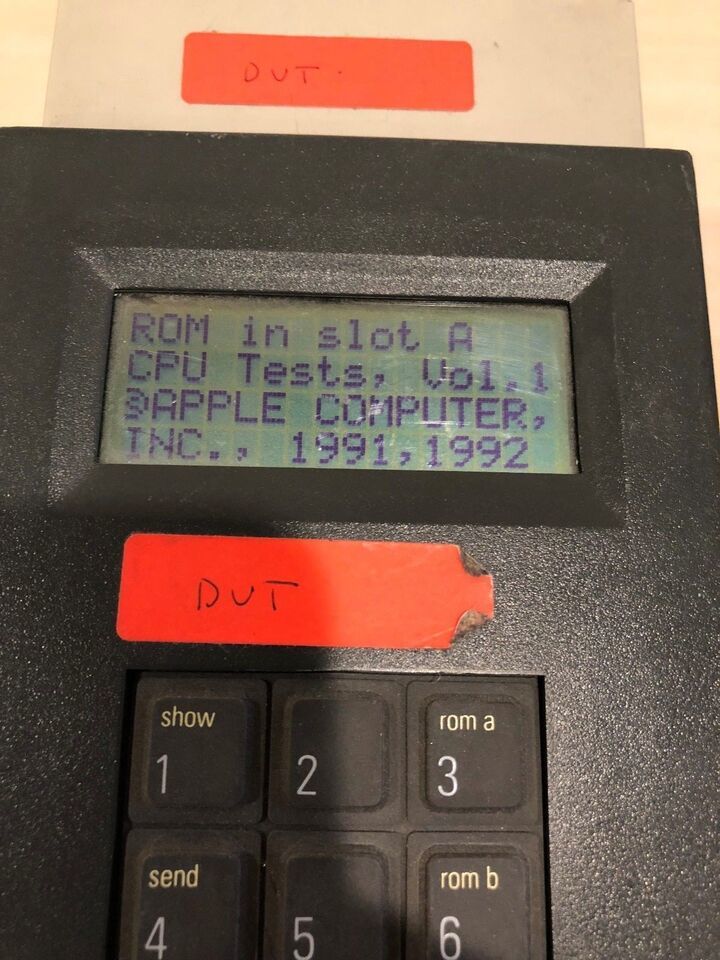 DUT.
ROM in slot A
CPU Tests, Vol.1
©APPLE COMPUTER,
INC., 1991,1992
DUT
show
1
2
rom a
3
send
4
5
rom b
6